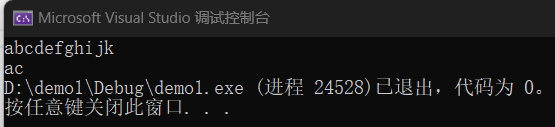 Microsoft Visual Studio 调试控制台
abcdefghijk
ac
D:\demo1\Debug\demo1.exe (进程 24528)已退出，代码为 0。
按任意键关闭此窗口. . .